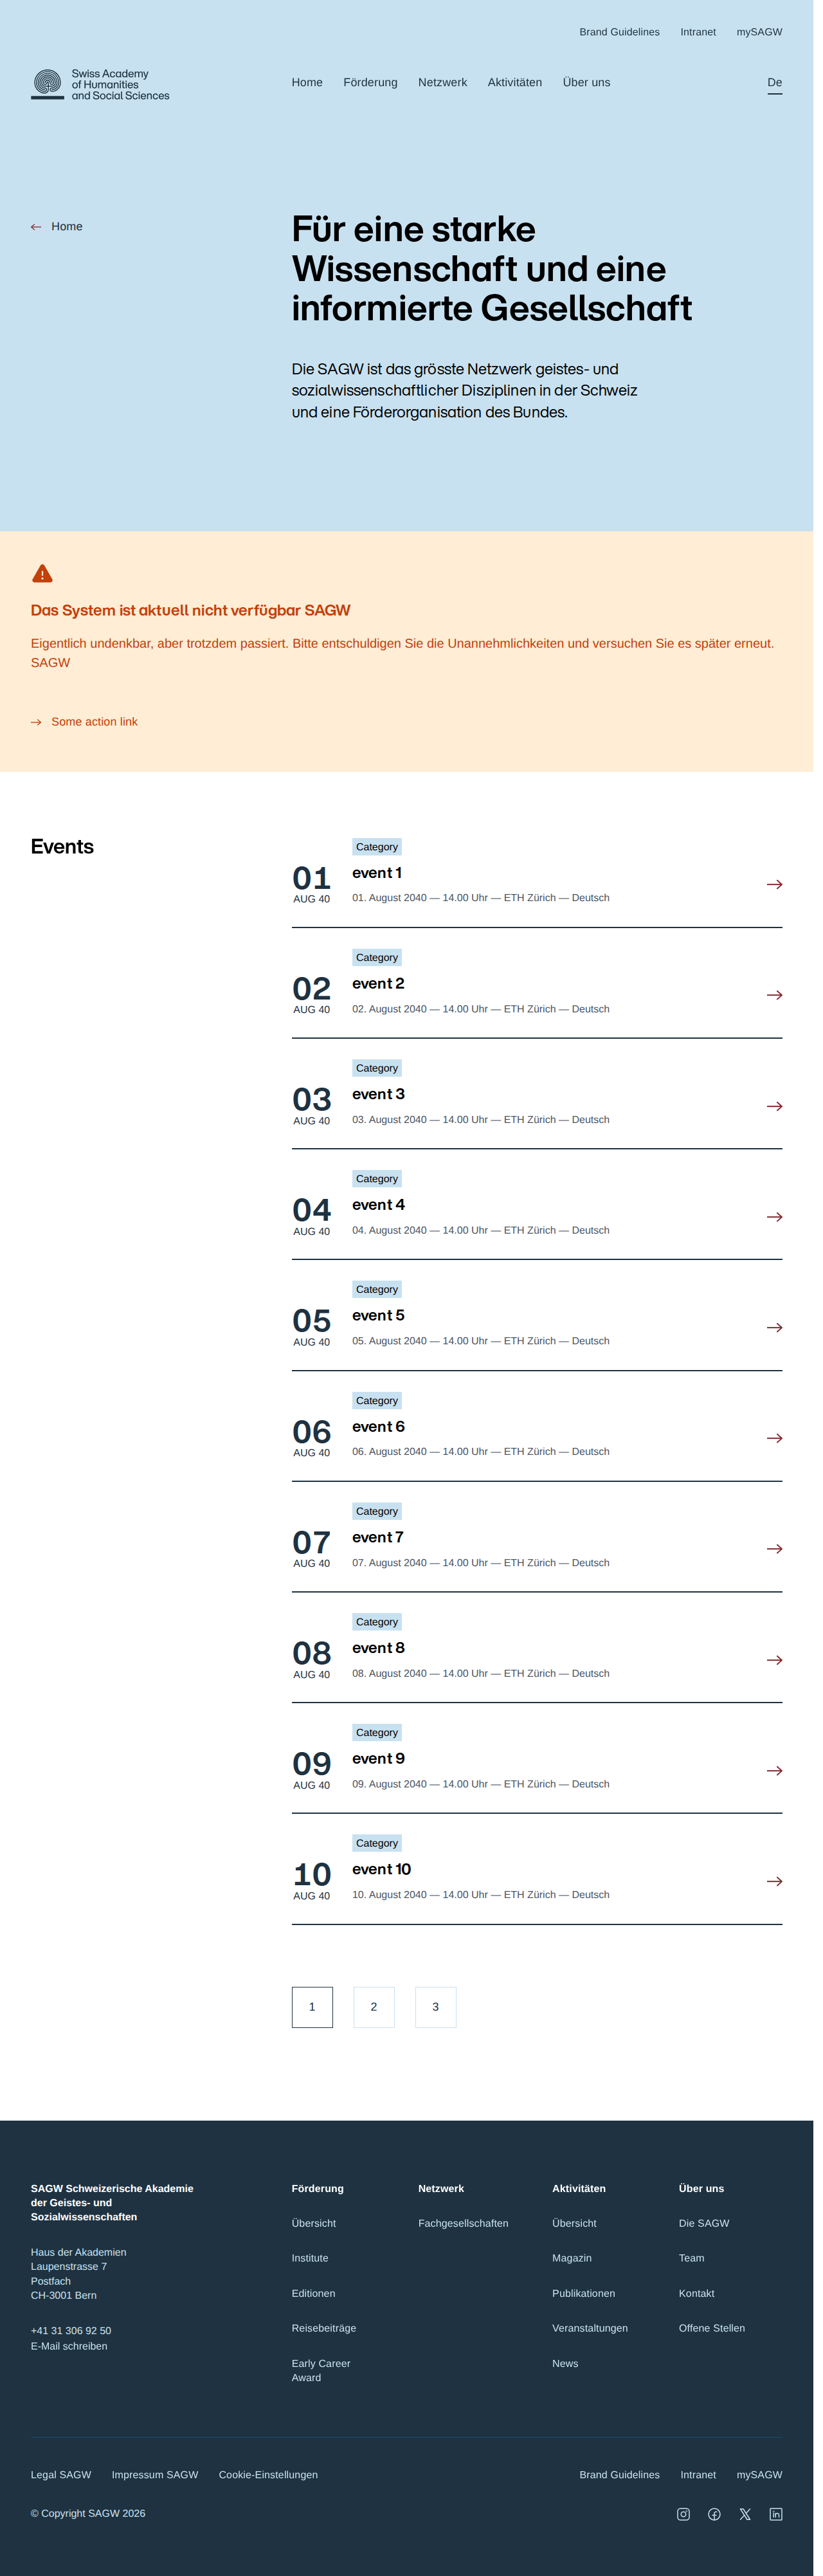 Brand Guidelines Intranet mySAGW
Swiss Academy
of Humanities
and Social Sciences
Home Förderung Netzwerk Aktivitäten Über uns De
Home
Für eine starke
Wissenschaft und eine
informierte Gesellschaft
Die SAGW ist das grösste Netzwerk geistes- und
sozialwissenschaftlicher Disziplinen in der Schweiz
und eine Förderorganisation des Bundes.
Das System ist aktuell nicht verfügbar SAGW
Eigentlich undenkbar, aber trotzdem passiert. Bitte entschuldigen Sie die Unannehmlichkeiten und versuchen Sie es später erneut.
SAGW
Some action link
Events
Category
01
AUG 40
event 1
01. August 2040 — 14.00 Uhr — ETH Zürich — Deutsch
Category
02
AUG 40
event 2
02. August 2040 — 14.00 Uhr — ETH Zürich — Deutsch
Category
03
AUG 40
event 3
03. August 2040 — 14.00 Uhr — ETH Zürich — Deutsch
Category
04
AUG 40
event 4
04. August 2040 — 14.00 Uhr — ETH Zürich — Deutsch
Category
05
AUG 40
event 5
05. August 2040 — 14.00 Uhr — ETH Zürich — Deutsch
Category
06
AUG 40
event 6
06. August 2040 — 14.00 Uhr — ETH Zürich — Deutsch
Category
07
AUG 40
event 7
07. August 2040 — 14.00 Uhr — ETH Zürich — Deutsch
Category
08
AUG 40
event 8
08. August 2040 — 14.00 Uhr — ETH Zürich — Deutsch
Category
09
AUG 40
event 9
09. August 2040 — 14.00 Uhr — ETH Zürich — Deutsch
Category
10
AUG 40
event 10
10. August 2040 — 14.00 Uhr — ETH Zürich — Deutsch
1 2 3
SAGW Schweizerische Akademie
der Geistes- und
Sozialwissenschaften
Haus der Akademien
Laupenstrasse 7
Postfach
CH-3001 Bern
+41 31 306 92 50
E-Mail schreiben
Förderung
Übersicht
Institute
Editionen
Reisebeiträge
Early Career
Award
Netzwerk
Fachgesellschaften
Aktivitäten
Übersicht
Magazin
Publikationen
Veranstaltungen
News
Über uns
Die SAGW
Team
Kontakt
Offene Stellen
Legal SAGW Impressum SAGW Cookie-Einstellungen Brand Guidelines Intranet mySAGW
© Copyright SAGW 2026